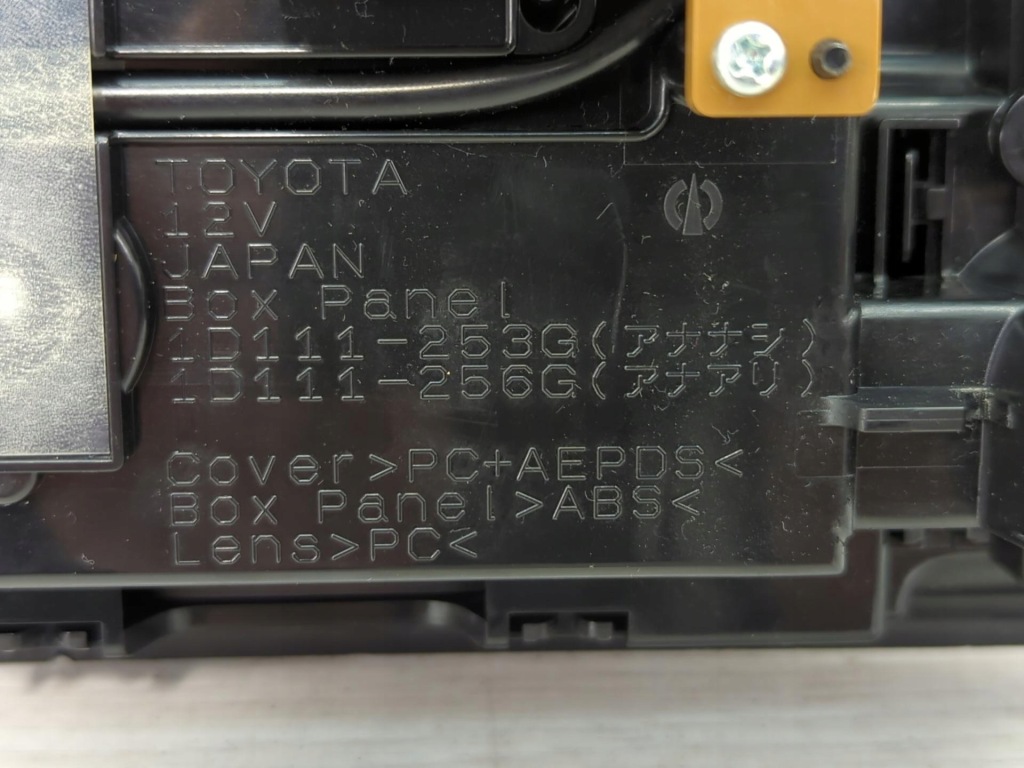 TOYOTA
12V
JAPAN
Box Panel
1D111-253G(アナナシ)
1D111-256G(アナアリ)
Cover>PC+AEPDS<
Box Panel>ABS<
Lens>PC<